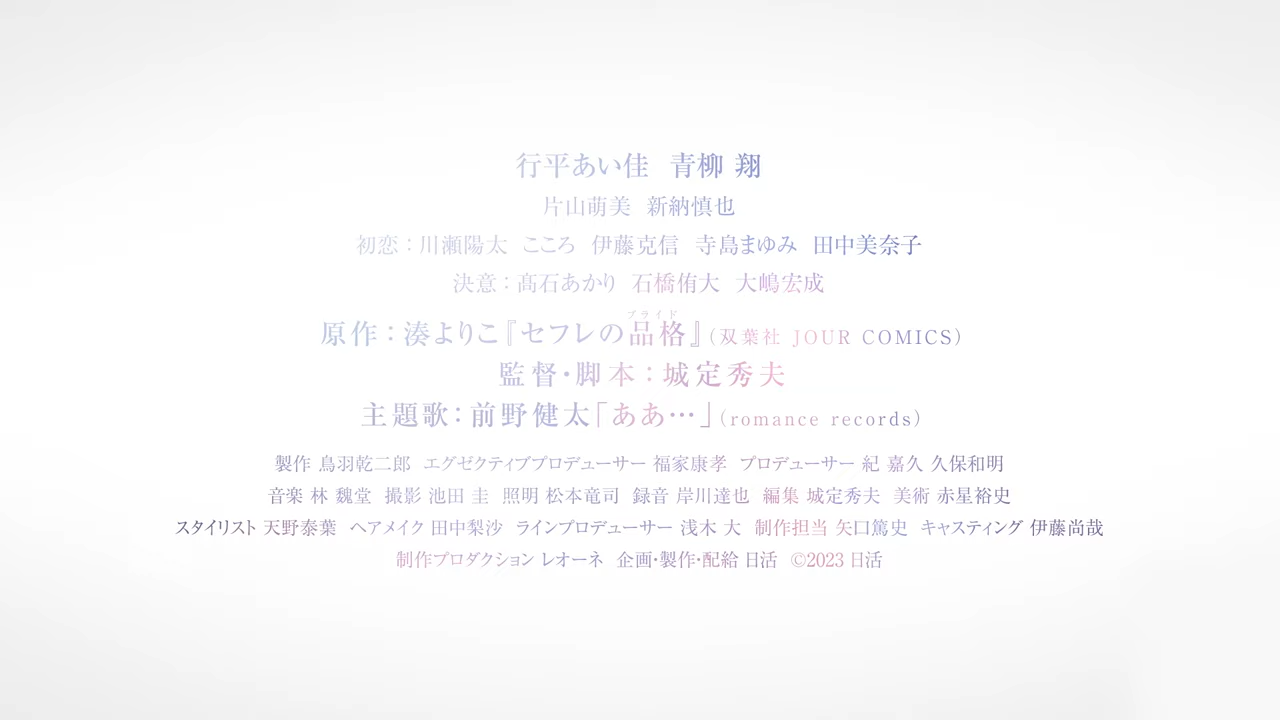 行平あい佳 青柳 翔
片山萌美 新納慎也
初恋：川瀬陽太 こころ 伊藤克信 寺島まゆみ 田中美奈子
決意：髙石あかり 石橋侑大 大嶋宏成
プライド
原作：湊よりこ『セフレの品格』（双葉社 JOUR COMICS）
監督・脚本：城定秀夫
主題歌：前野健太「ああ…」（romance records）
製作 鳥羽乾二郎 エグゼクティブプロデューサー 福家康孝 プロデューサー 紀 嘉久 久保和明
音楽 林 魏堂 撮影 池田 圭 照明 松本竜司 録音 岸川達也 編集 城定秀夫 美術 赤星裕史
スタイリスト 天野泰葉 ヘアメイク 田中梨沙 ラインプロデューサー 浅木 大 制作担当 矢口篤史 キャスティング 伊藤尚哉
制作プロダクション レオーネ 企画・製作・配給 日活 ©2023 日活